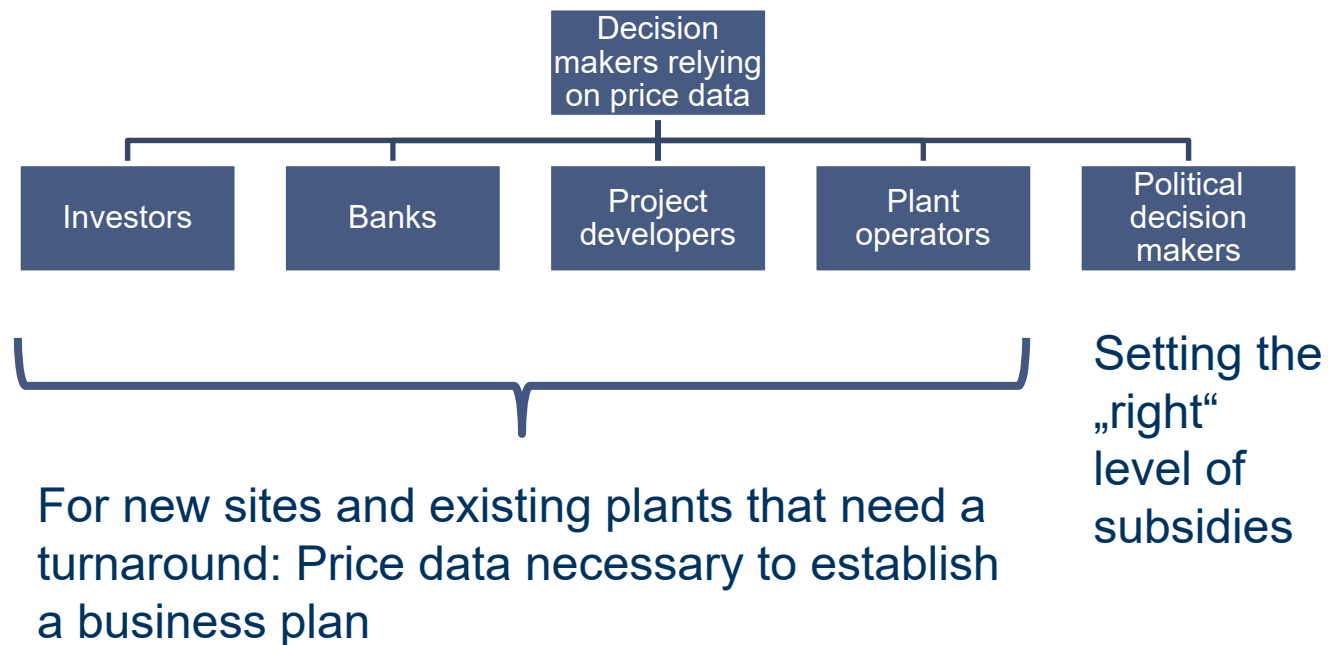 Decision
makers relying
on price data
Investors
Banks
Project
developers
Plant
operators
Political
decision
makers
Setting the
„right“
level of
subsidies
For new sites and existing plants that need a
turnaround: Price data necessary to establish
a business plan